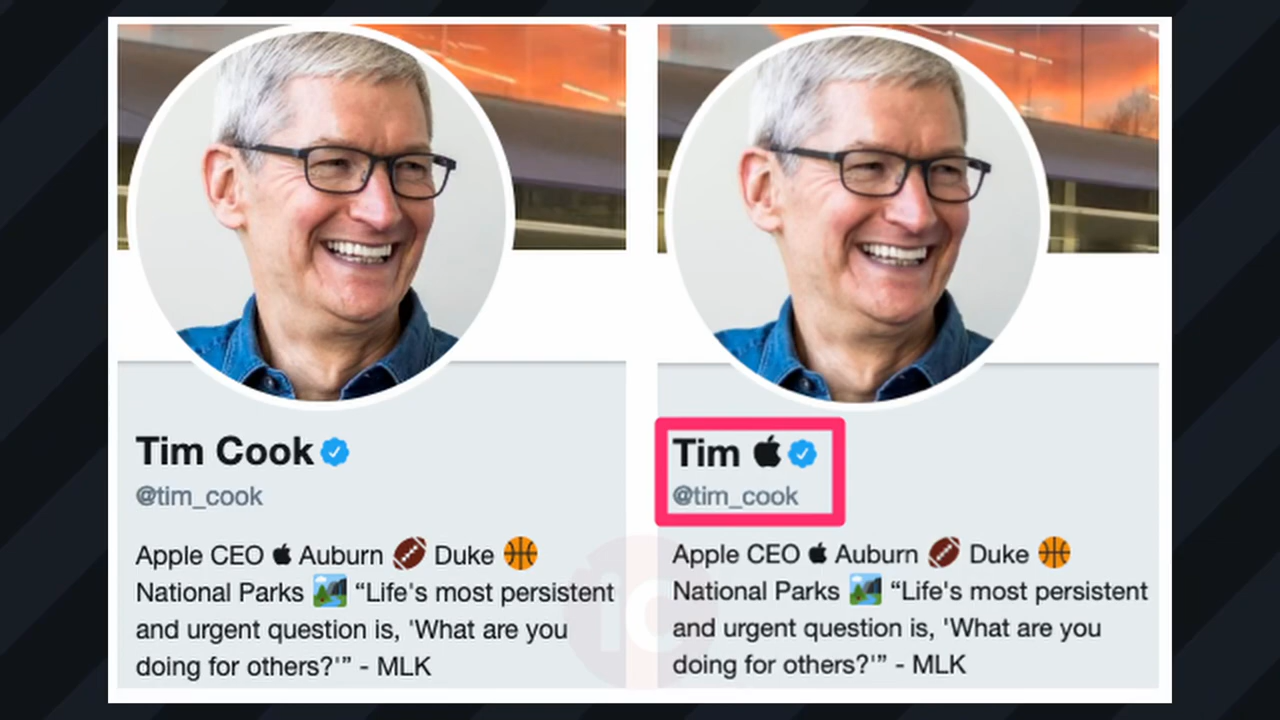 Tim Cook
@tim_cook
Apple CEO  Auburn 🏈 Duke 🏀
National Parks 🏞️ “Life's most persistent
and urgent question is, 'What are you
doing for others?'” - MLK
Tim 
@tim_cook
Apple CEO  Auburn 🏈 Duke 🏀
National Parks 🏞️ “Life's most persistent
and urgent question is, 'What are you
doing for others?'” - MLK